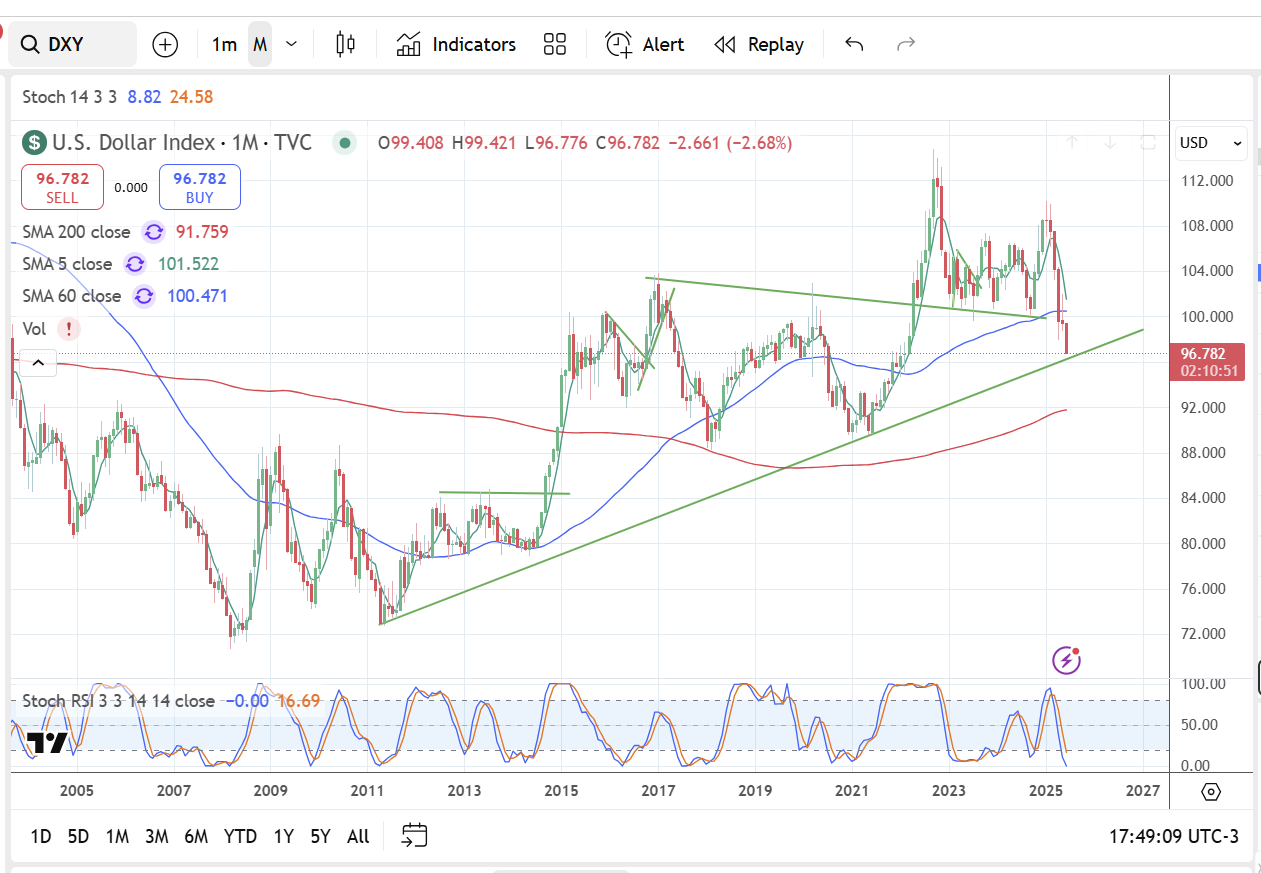 DXY 1m M Indicators Alert Replay
Stoch 14 3 3 8.82 24.58
$ U.S. Dollar Index · 1M · TVC O99.408 H99.421 L96.776 C96.782 −2.661 (−2.68%)
USD
96.782 SELL 0.000 96.782 BUY
SMA 200 close 91.759
SMA 5 close 101.522
SMA 60 close 100.471
Vol !
112.000
108.000
104.000
100.000
96.782
02:10:51
92.000
88.000
84.000
80.000
76.000
72.000
Stoch RSI 3 3 14 14 close −0.00 16.69
100.00
50.00
0.00
2005 2007 2009 2011 2013 2015 2017 2019 2021 2023 2025 2027
1D 5D 1M 3M 6M YTD 1Y 5Y All 17:49:09 UTC-3